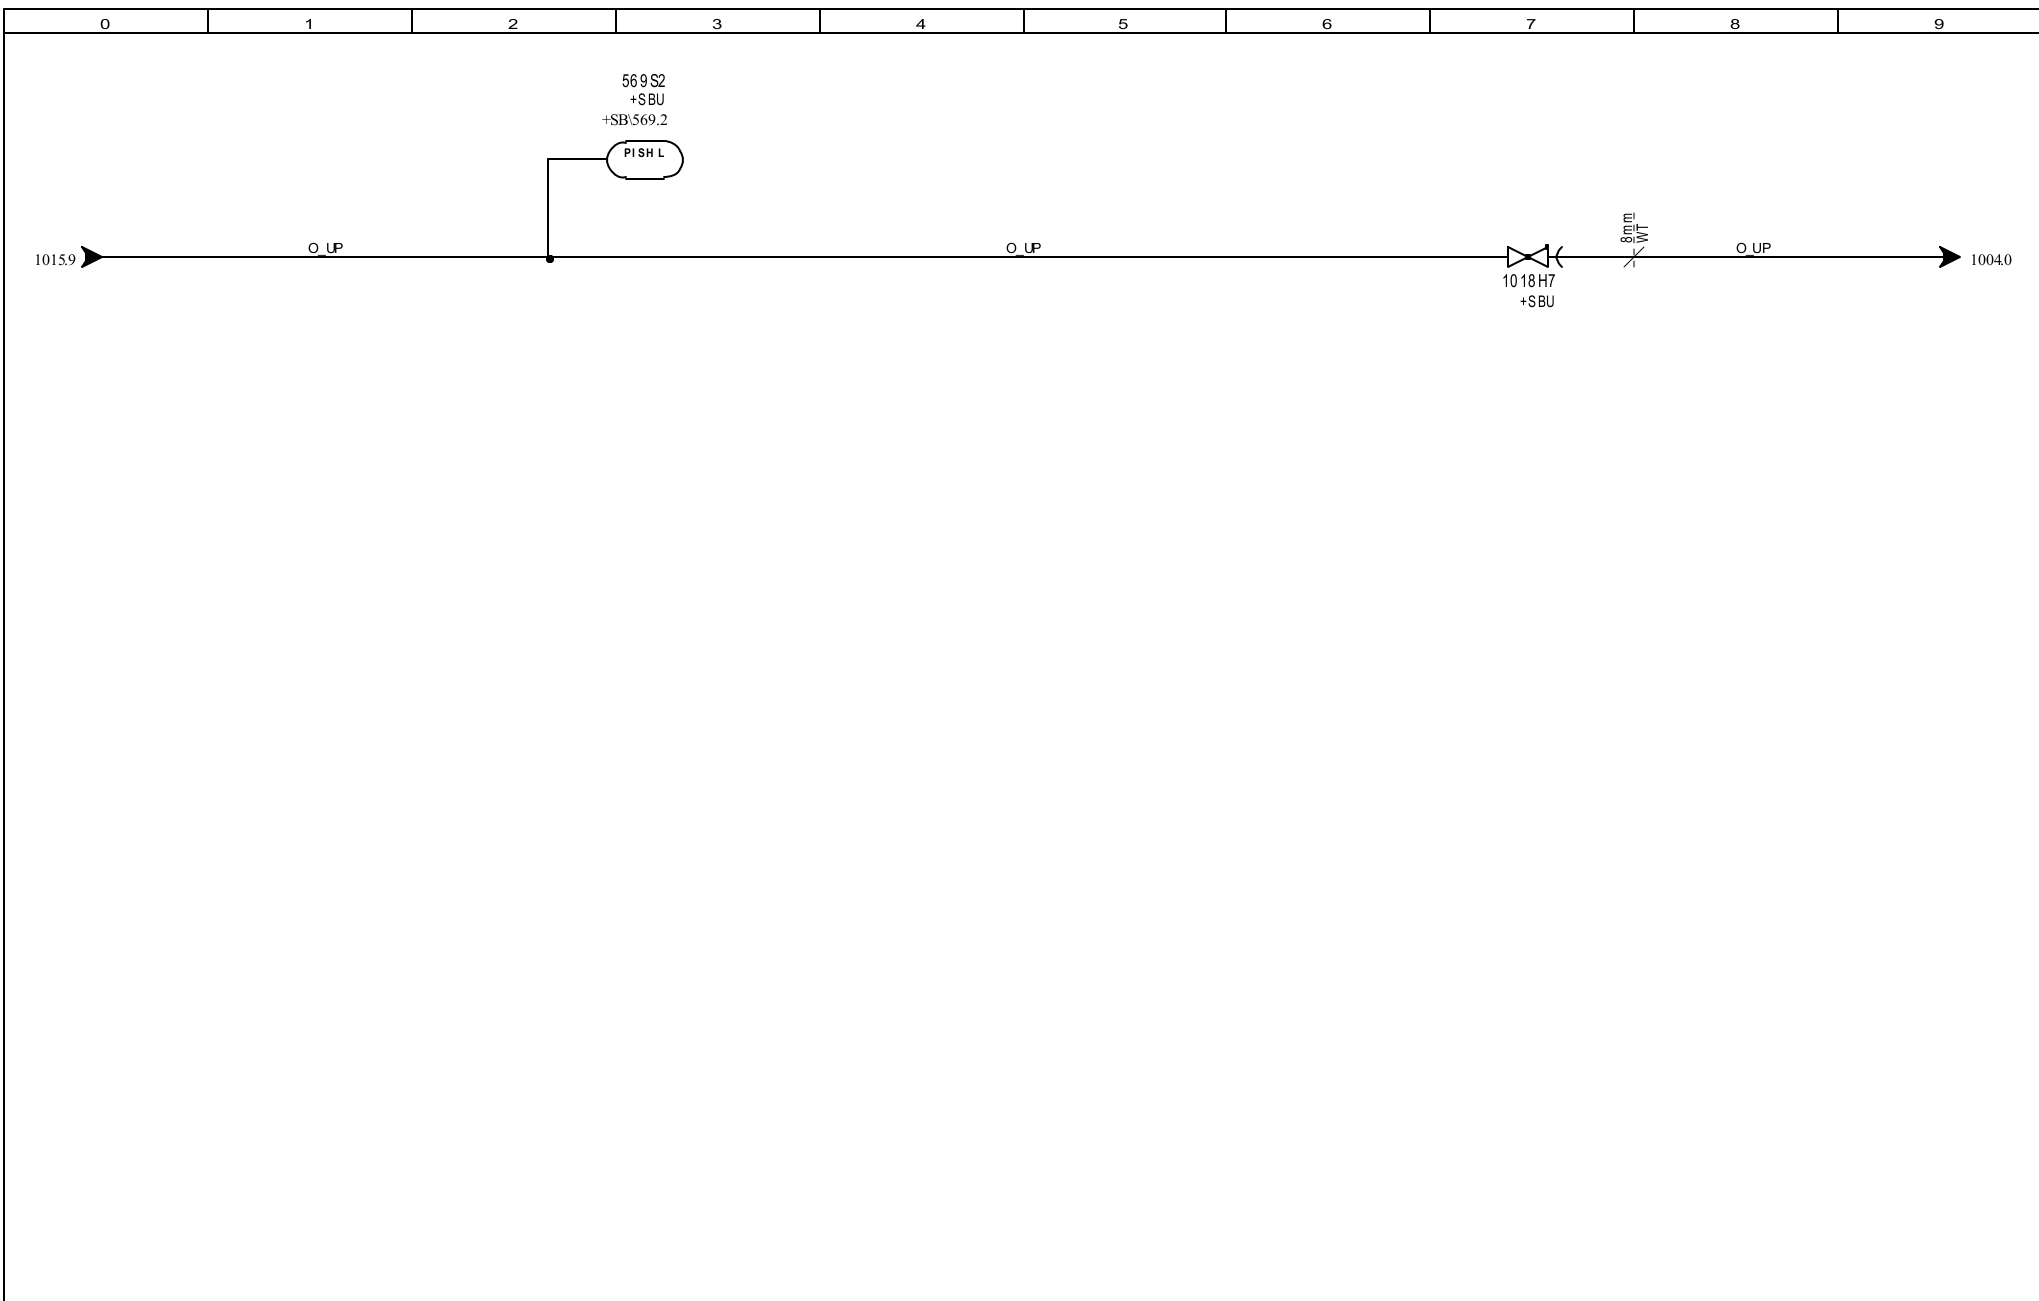 0 1 2 3 4 5 6 7 8 9
569S2
+SBU
+SB\569.2
PISHL
1015.9
O_UP
O_UP
8mm
WT
O_UP
1004.0
1018H7
+SBU